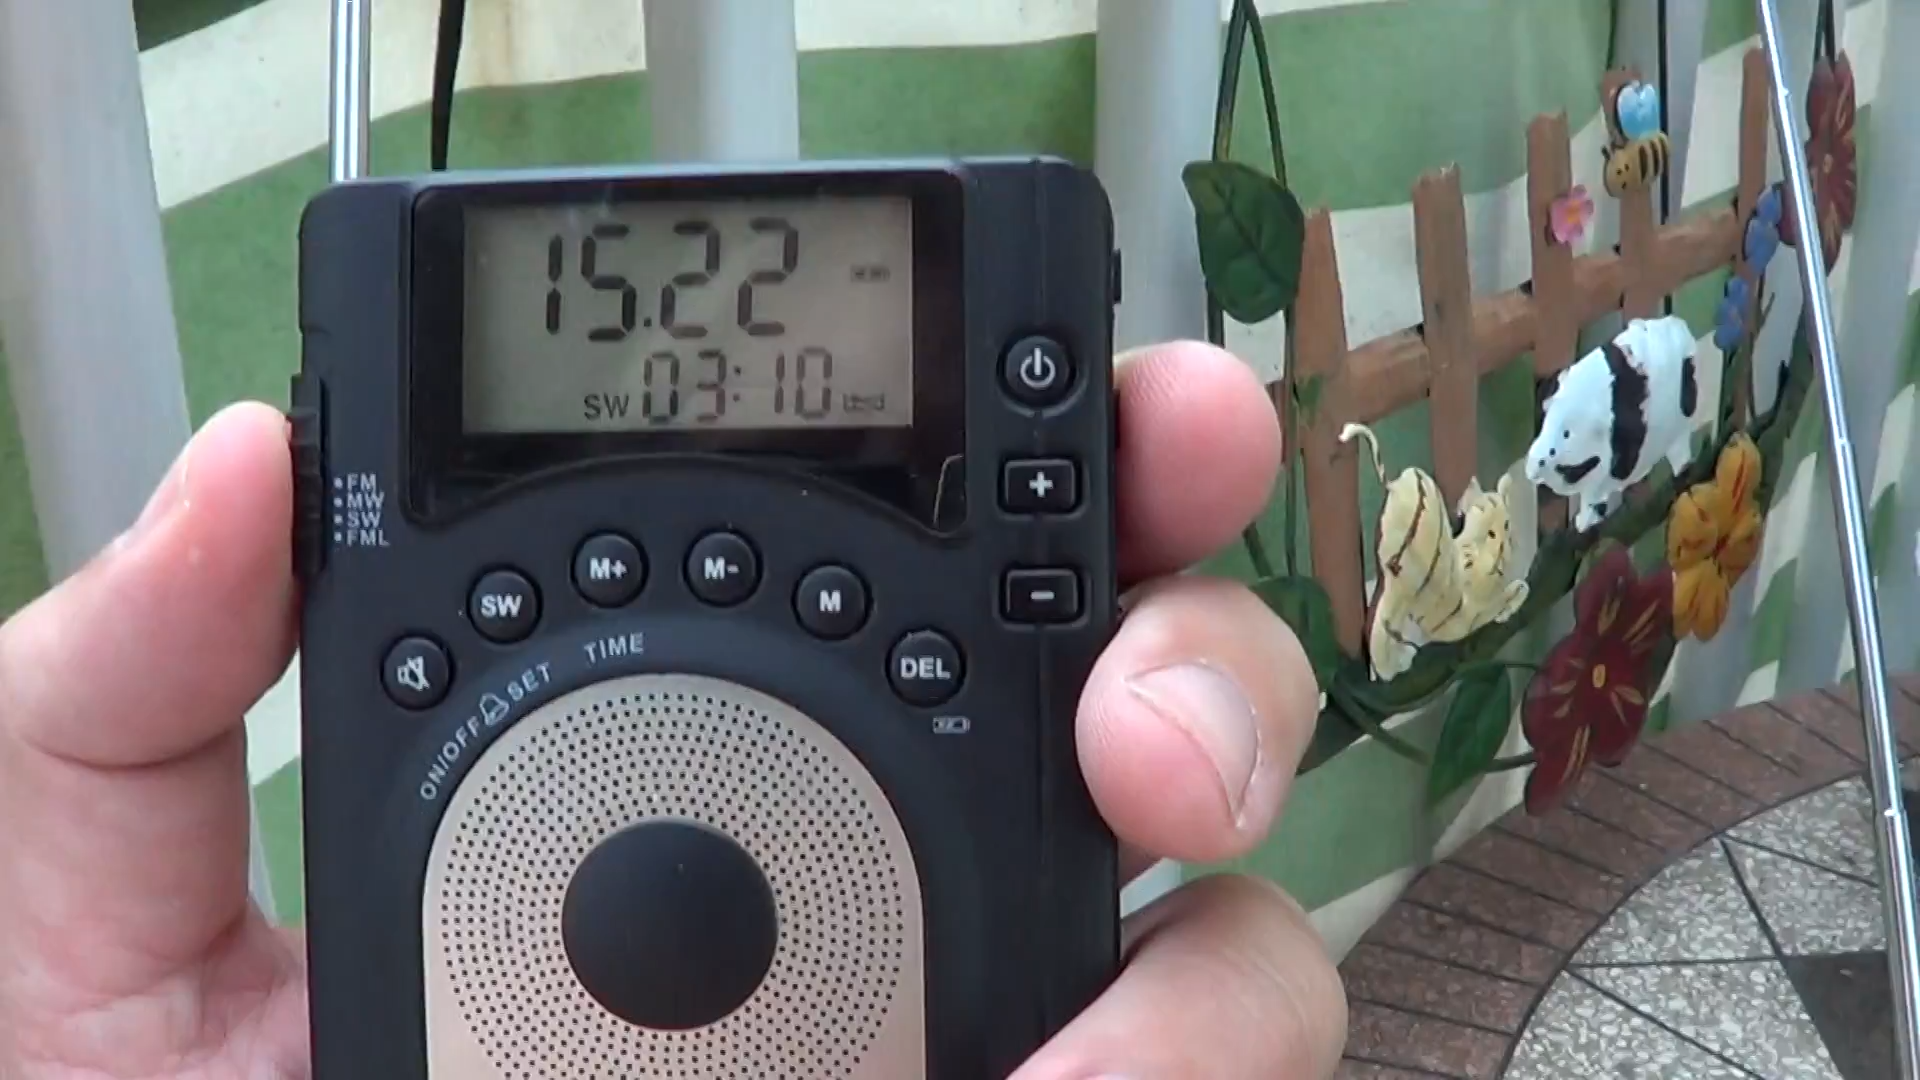 15.22
SW 03:10
•FM
•MW
•SW
•FML
SW
M+
M-
M
DEL
ON/OFF SET TIME
+
-